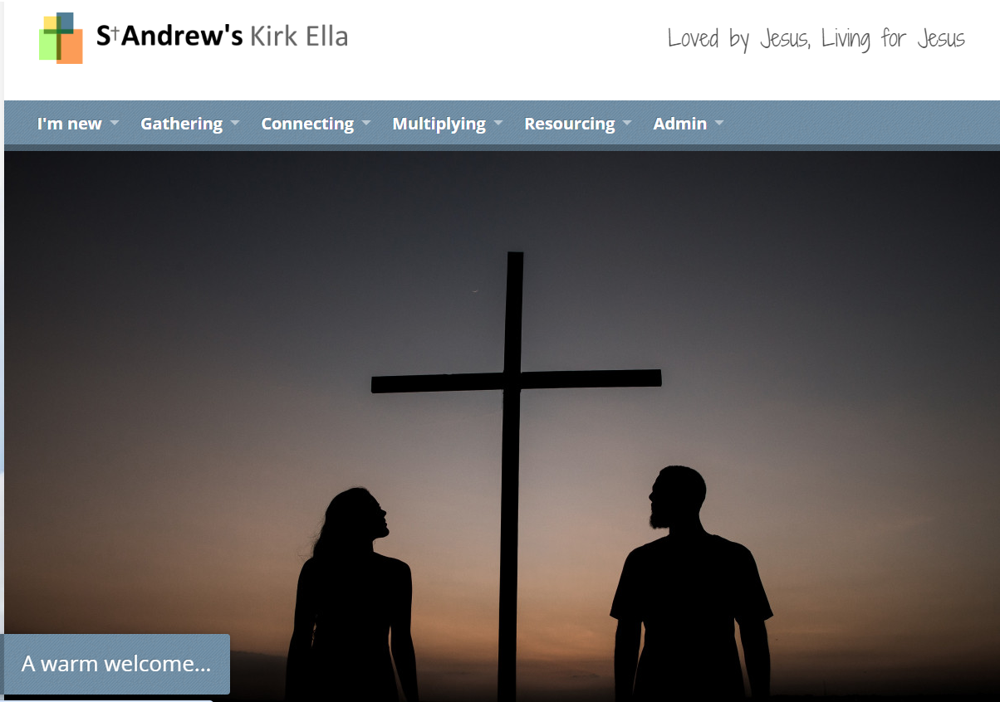 St Andrew's Kirk Ella
Loved by Jesus, Living for Jesus
I'm new Gathering Connecting Multiplying Resourcing Admin
A warm welcome...